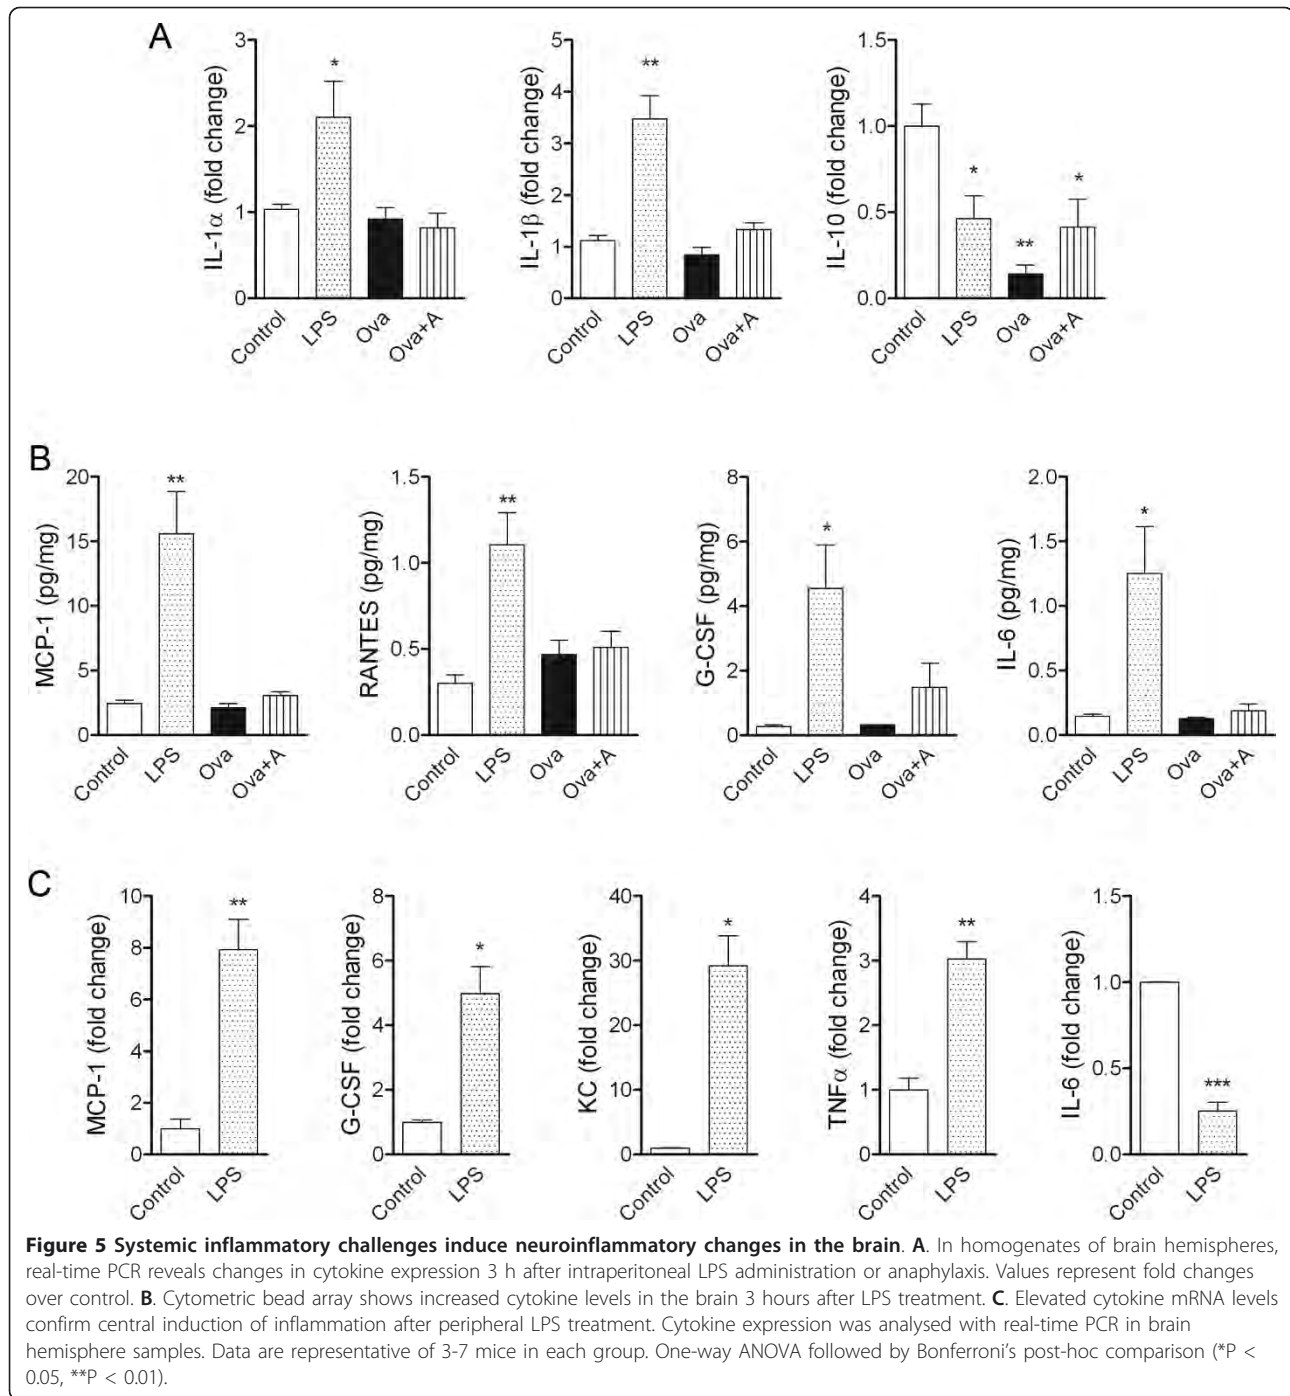 A
IL-1α (fold change)
3
2
1
0
*
Control
LPS
Ova
Ova+A
IL-1β (fold change)
5
4
3
2
1
0
**
Control
LPS
Ova
Ova+A
IL-10 (fold change)
1.5
1.0
0.5
0.0
*
**
*
Control
LPS
Ova
Ova+A
B
MCP-1 (pg/mg)
20
15
10
5
0
**
Control
LPS
Ova
Ova+A
RANTES (pg/mg)
1.5
1.0
0.5
0.0
**
Control
LPS
Ova
Ova+A
G-CSF (pg/mg)
8
6
4
2
0
*
Control
LPS
Ova
Ova+A
IL-6 (pg/mg)
2.0
1.5
1.0
0.5
0.0
*
Control
LPS
Ova
Ova+A
C
MCP-1 (fold change)
10
8
6
4
2
0
**
Control
LPS
G-CSF (fold change)
8
6
4
2
0
*
Control
LPS
KC (fold change)
40
30
20
10
0
*
Control
LPS
TNFα (fold change)
4
3
2
1
0
**
Control
LPS
IL-6 (fold change)
1.5
1.0
0.5
0.0
***
Control
LPS
Figure 5 Systemic inflammatory challenges induce neuroinflammatory changes in the brain. A. In homogenates of brain hemispheres,
real-time PCR reveals changes in cytokine expression 3 h after intraperitoneal LPS administration or anaphylaxis. Values represent fold changes
over control. B. Cytometric bead array shows increased cytokine levels in the brain 3 hours after LPS treatment. C. Elevated cytokine mRNA levels
confirm central induction of inflammation after peripheral LPS treatment. Cytokine expression was analysed with real-time PCR in brain
hemisphere samples. Data are representative of 3-7 mice in each group. One-way ANOVA followed by Bonferroni's post-hoc comparison (*P <
0.05, **P < 0.01).